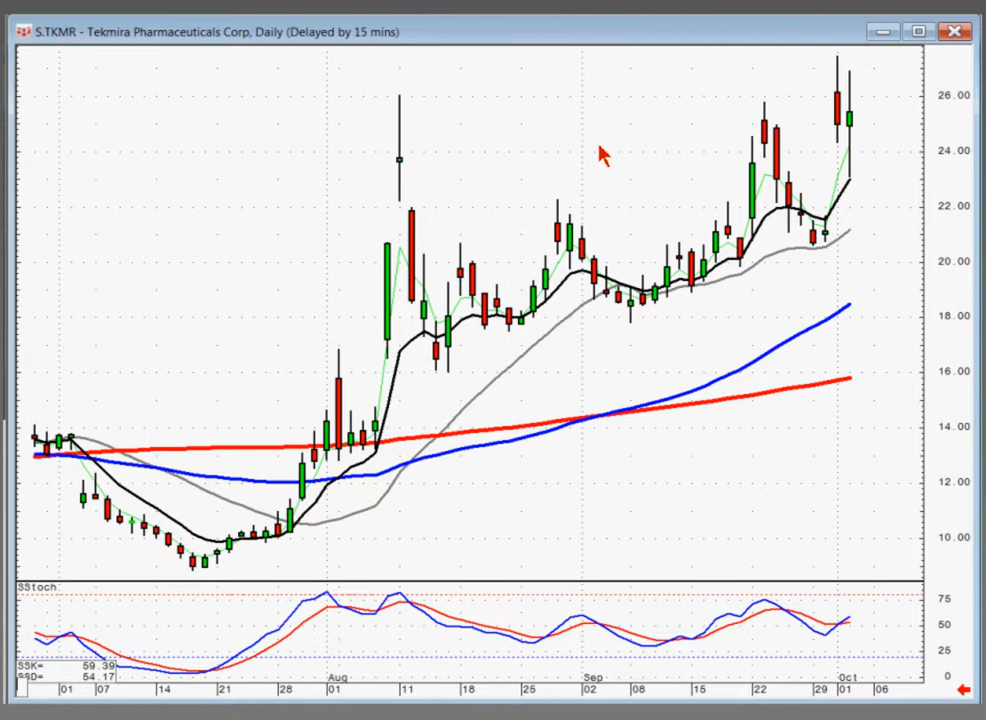 S.TKMR - Tekmira Pharmaceuticals Corp, Daily (Delayed by 15 mins)
26.00
24.00
22.00
20.00
18.00
16.00
14.00
12.00
10.00
SStoch
75
50
25
0
SSK= 59.39
SSD= 54.17
Aug Sep Oct
01 07 14 21 28 01 11 18 25 02 08 15 22 29 01 06